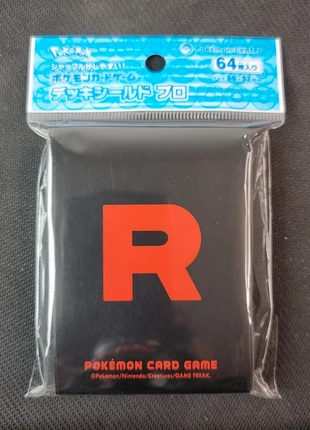 Pokémon
シャッフルがしやすい!
ポケモンカードゲーム
デッキシールド プロ
64枚入り
R
POKÉMON CARD GAME
©Pokémon/Nintendo/Creatures/GAME FREAK.